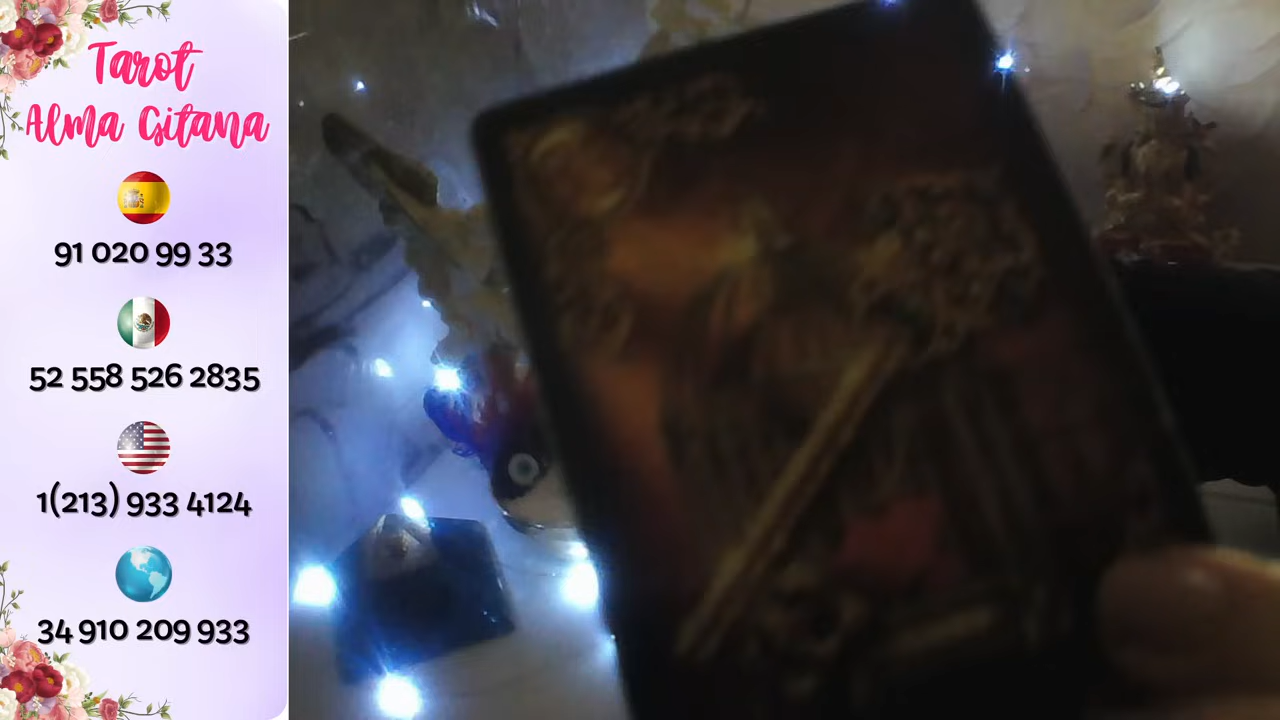 Tarot
Alma Gitana
91 020 99 33
52 558 526 2835
1(213) 933 4124
34 910 209 933